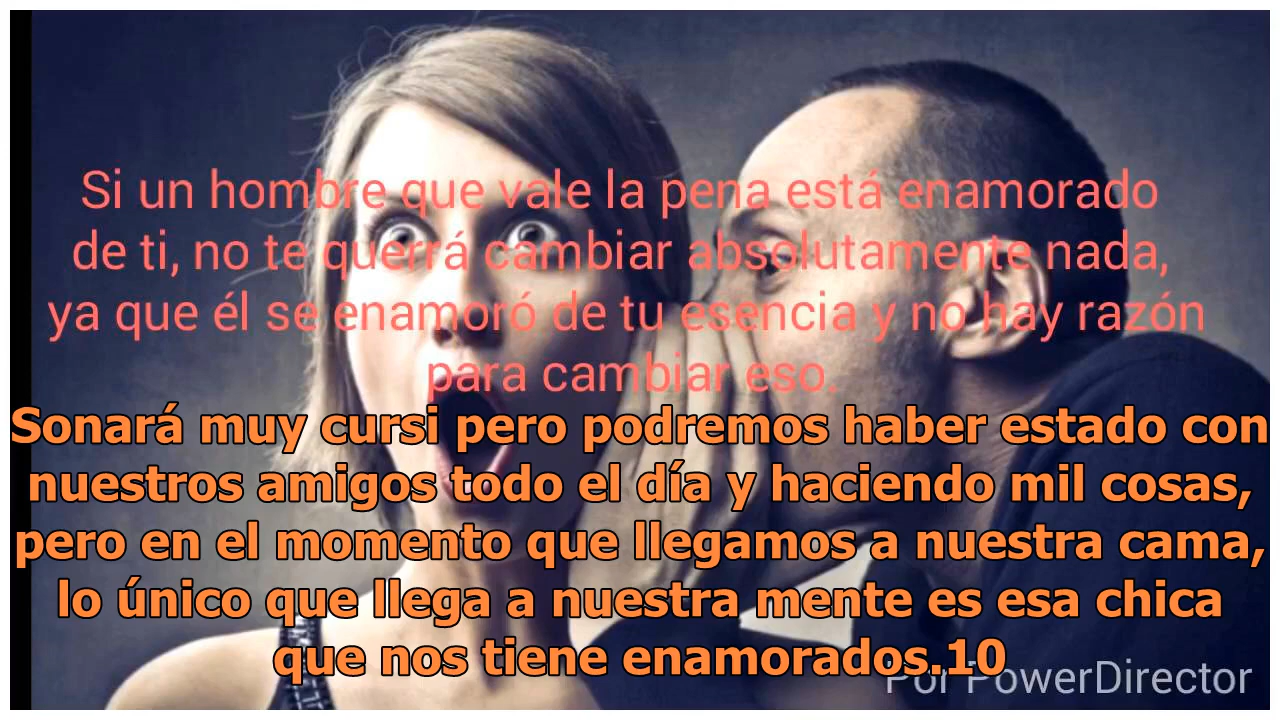 Si un hombre que vale la pena está enamorado
de ti, no te querrá cambiar absolutamente nada,
ya que él se enamoró de tu esencia y no hay razón
para cambiar eso.
Sonará muy cursi pero podremos haber estado con
nuestros amigos todo el día y haciendo mil cosas,
pero en el momento que llegamos a nuestra cama,
lo único que llega a nuestra mente es esa chica
que nos tiene enamorados.10
Por PowerDirector